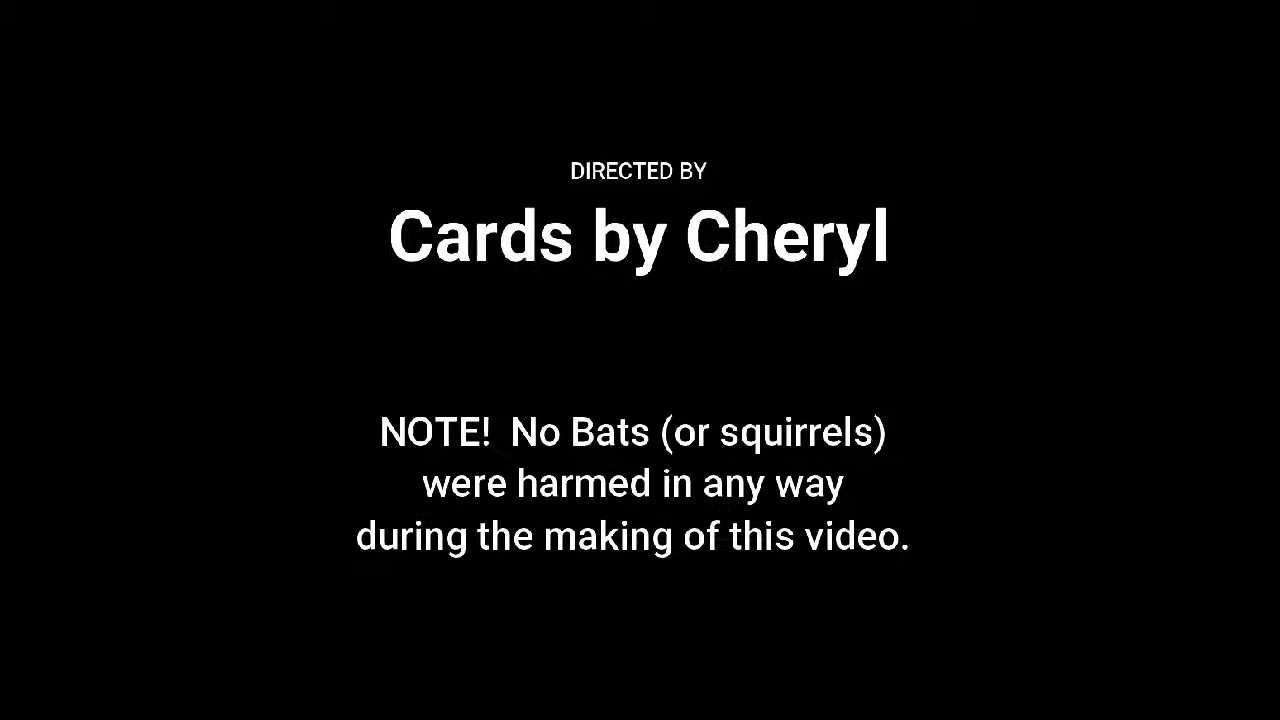 DIRECTED BY
Cards by Cheryl
NOTE!  No Bats (or squirrels)
were harmed in any way
during the making of this video.